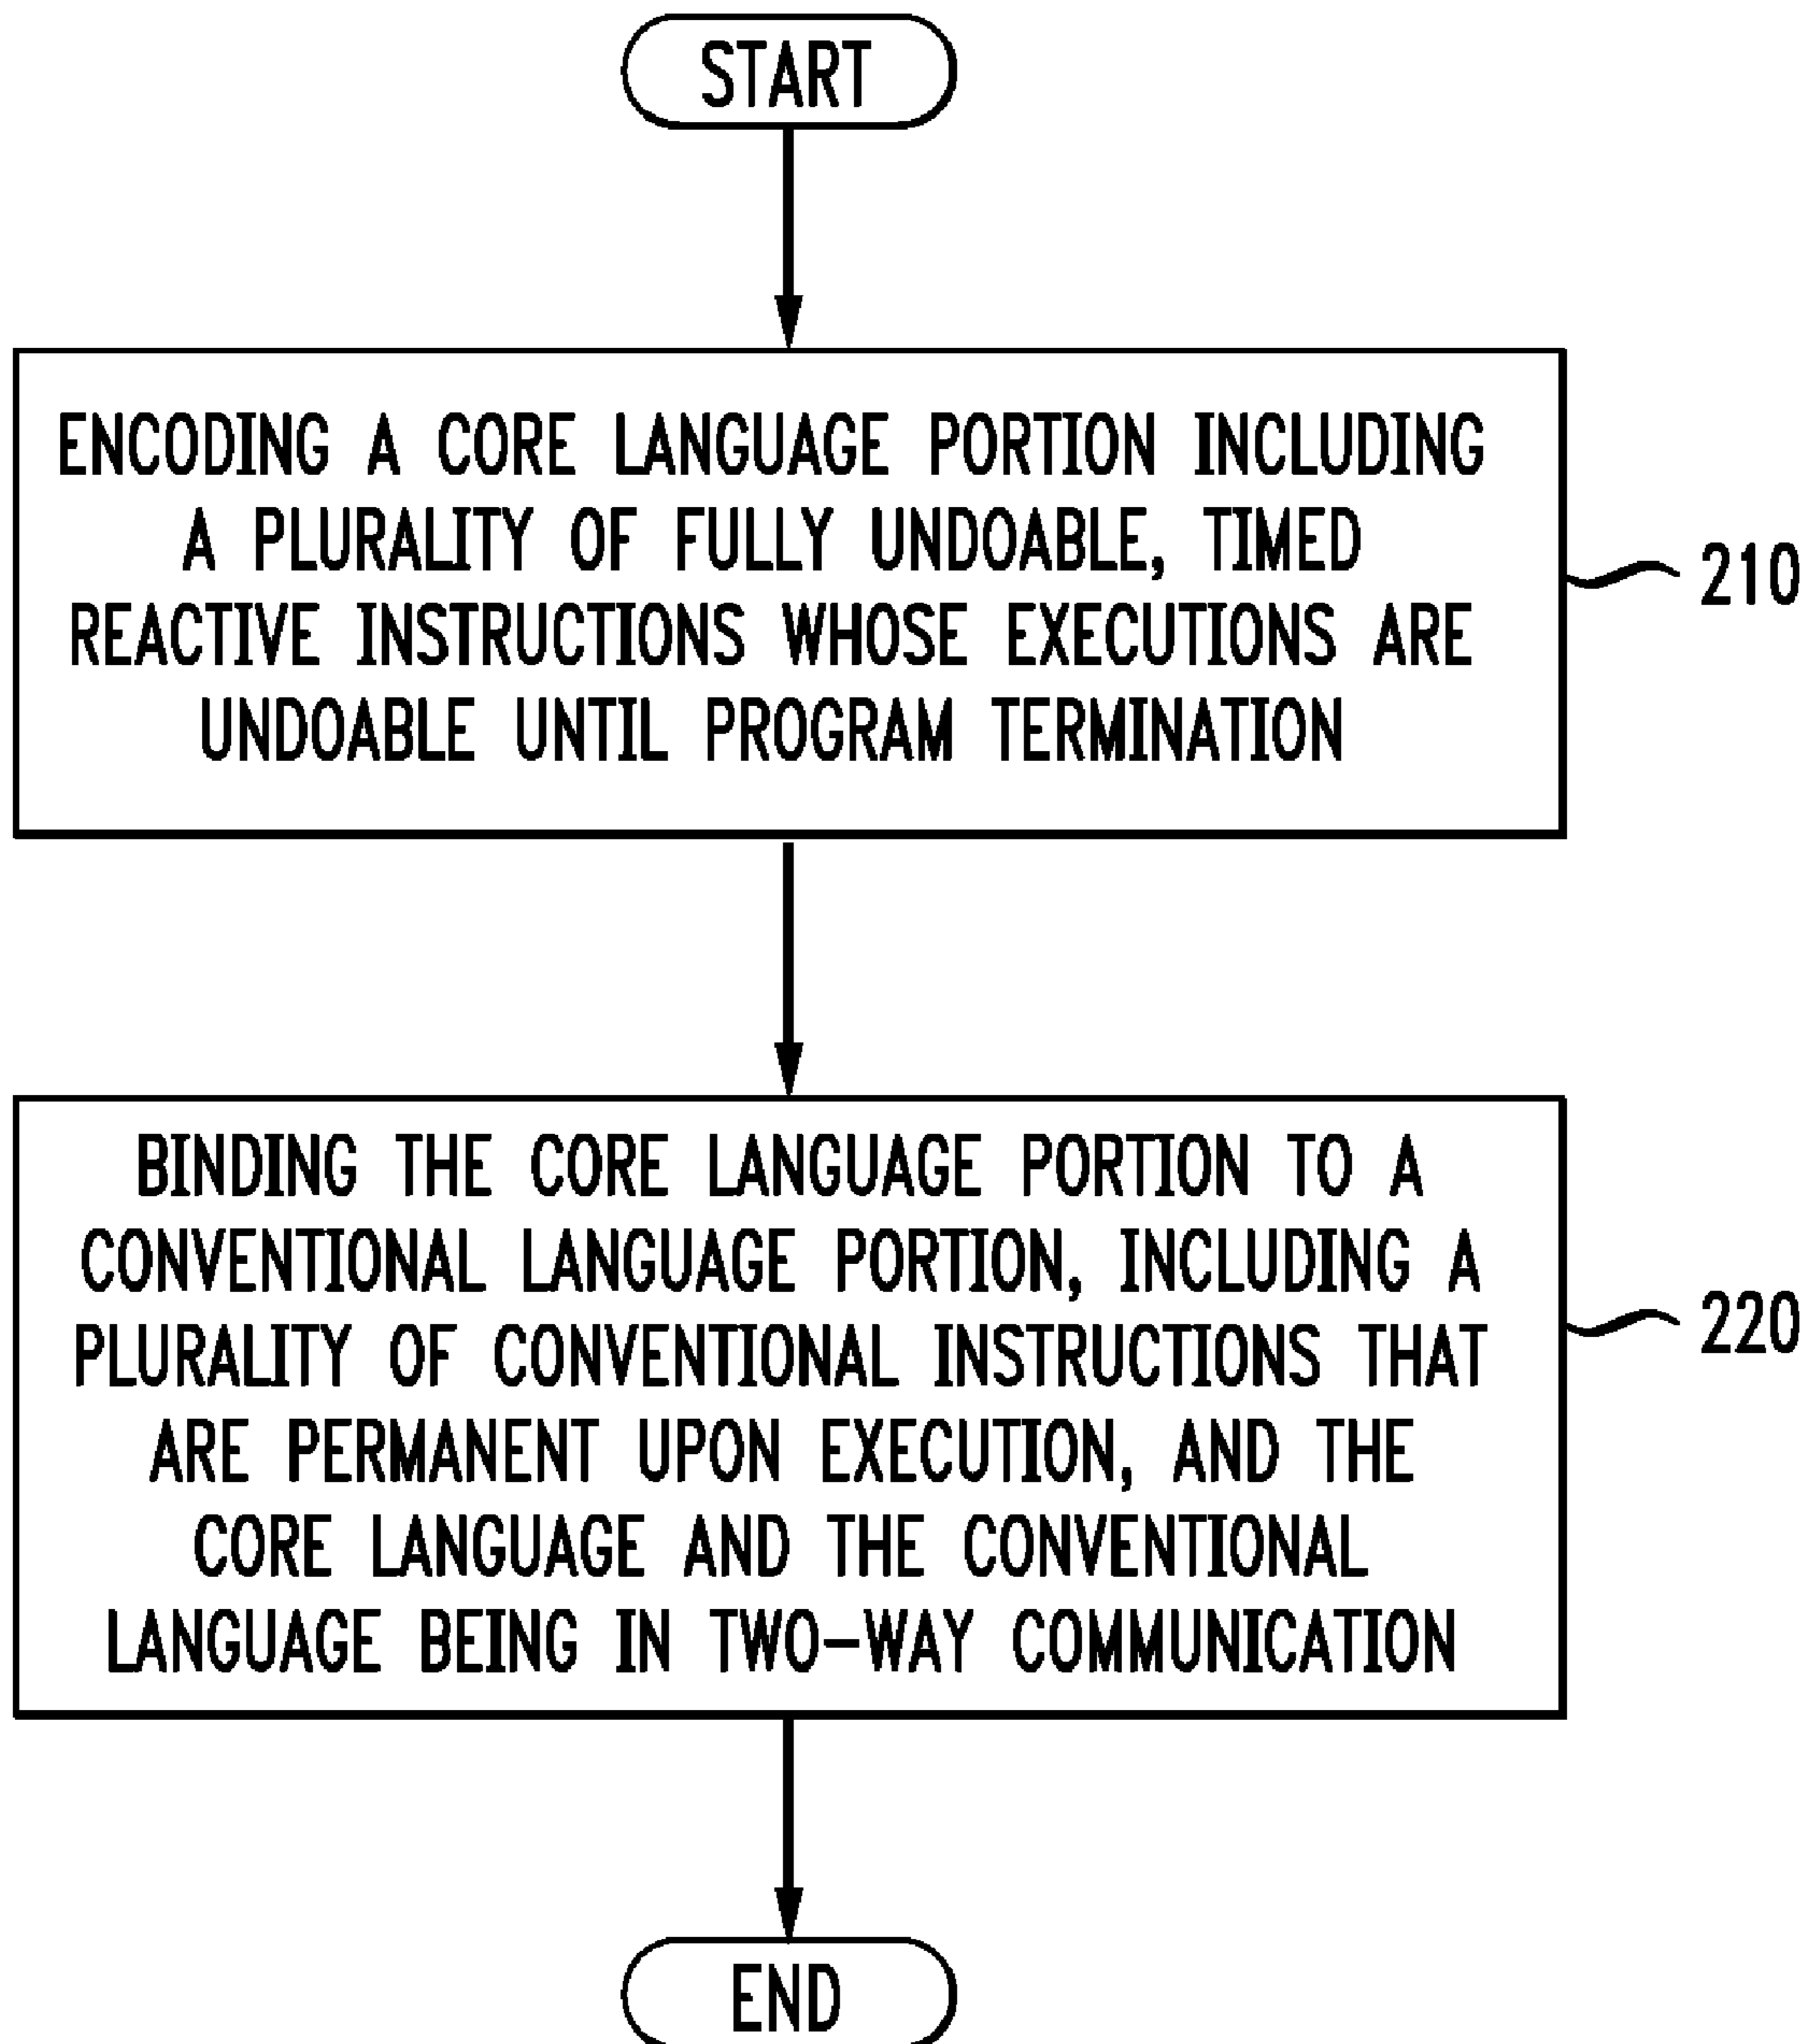 START
ENCODING A CORE LANGUAGE PORTION INCLUDING
A PLURALITY OF FULLY UNDOABLE, TIMED
REACTIVE INSTRUCTIONS WHOSE EXECUTIONS ARE
UNDOABLE UNTIL PROGRAM TERMINATION
210
BINDING THE CORE LANGUAGE PORTION TO A
CONVENTIONAL LANGUAGE PORTION, INCLUDING A
PLURALITY OF CONVENTIONAL INSTRUCTIONS THAT
ARE PERMANENT UPON EXECUTION, AND THE
CORE LANGUAGE AND THE CONVENTIONAL
LANGUAGE BEING IN TWO-WAY COMMUNICATION
220
END